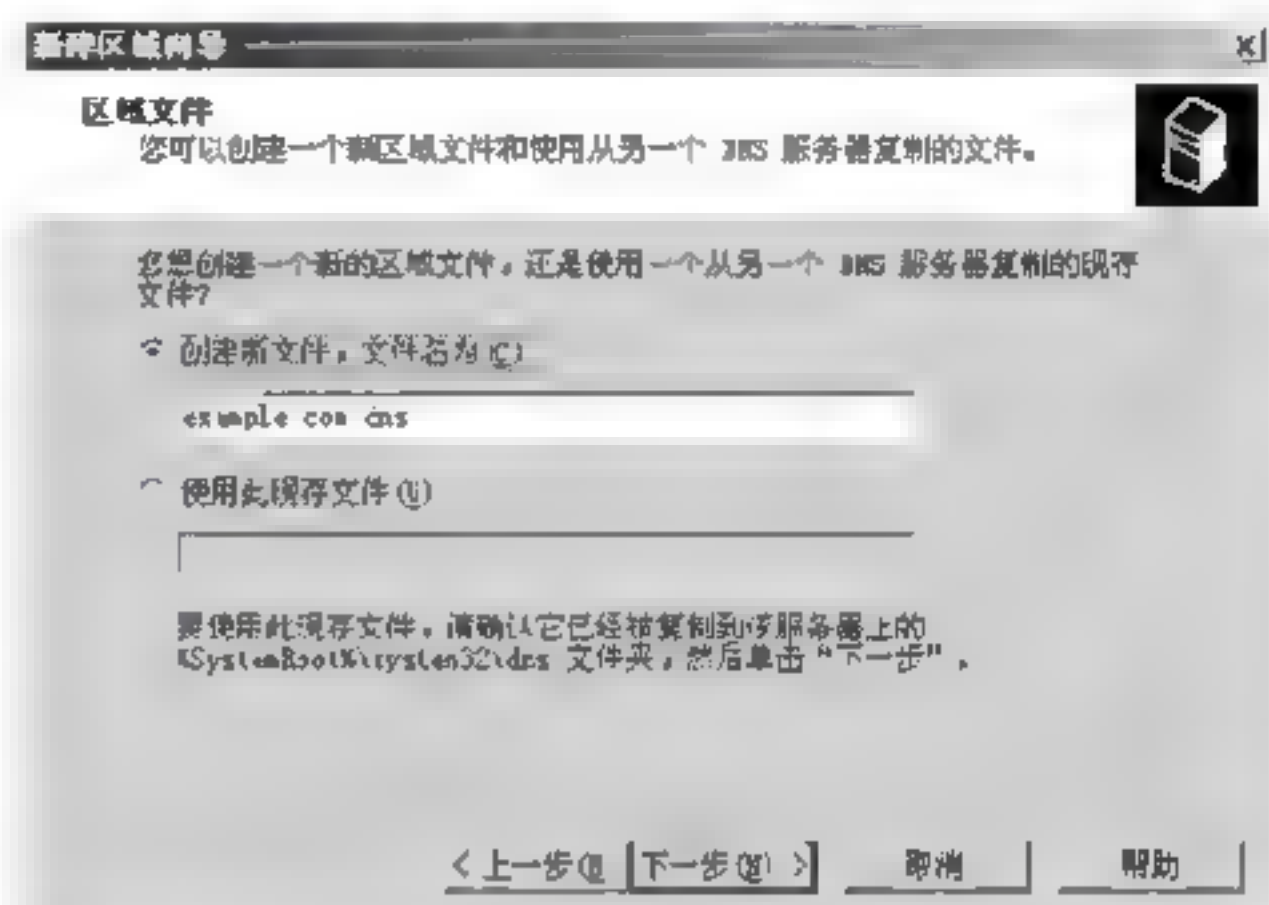 新建区域向导
区域文件
您可以创建一个新区域文件和使用从另一个 DNS 服务器复制的文件。
您想创建一个新的区域文件，还是使用一个从另一个 DNS 服务器复制的现存
文件?
创建新文件，文件名为(C)
example com dns
使用此现存文件(U)
要使用此现存文件，请确认它已经被复制到该服务器上的
%SystemRoot%\system32\dns 文件夹，然后单击“下一步”。
< 上一步(B 下一步(N) > 取消 帮助